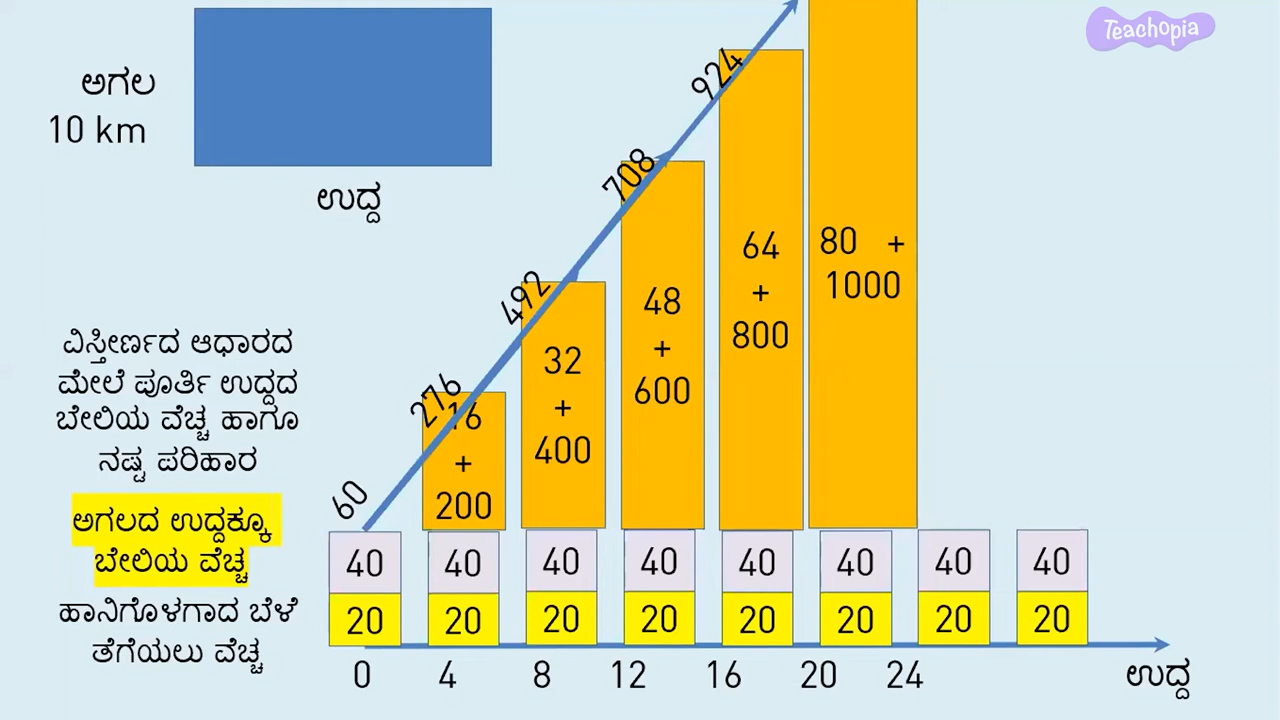 Teachopia
ಅಗಲ
10 km
ಉದ್ದ
924
708
492
276
60
64
+
800
80 +
1000
48
+
600
32
+
400
16
+
200
ವಿಸ್ತೀರ್ಣದ ಆಧಾರದ
ಮೇಲೆ ಪೂರ್ತಿ ಉದ್ದದ
ಬೇಲಿಯ ವೆಚ್ಚ ಹಾಗೂ
ನಷ್ಟ ಪರಿಹಾರ
ಅಗಲದ ಉದ್ದಕ್ಕೂ
ಬೇಲಿಯ ವೆಚ್ಚ
40 40 40 40 40 40 40 40
ಹಾನಿಗೊಳಗಾದ ಬೆಳೆ
ತೆಗೆಯಲು ವೆಚ್ಚ
20 20 20 20 20 20 20 20
0 4 8 12 16 20 24 ಉದ್ದ